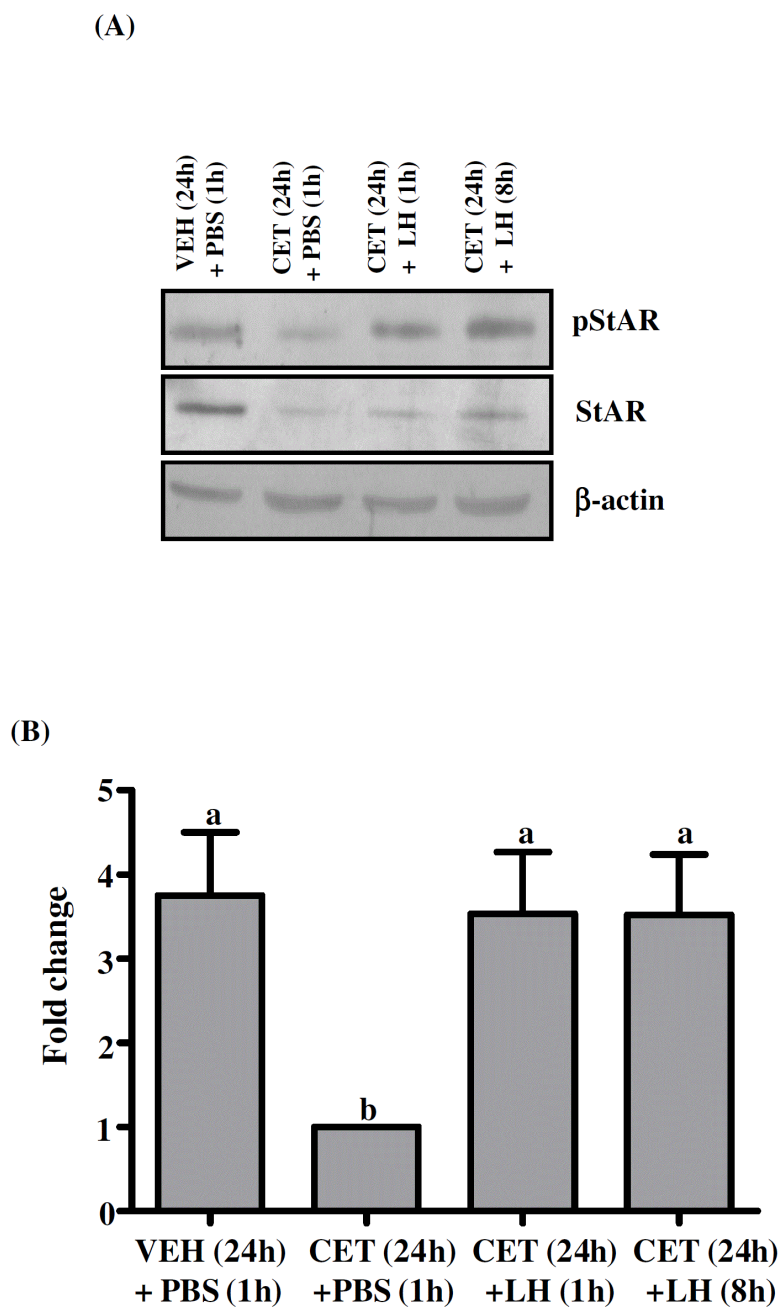 (A)
VEH (24h)
+ PBS (1h)
CET (24h)
+ PBS (1h)
CET (24h)
+ LH (1h)
CET (24h)
+ LH (8h)
pStAR
StAR
β-actin
(B)
Fold change
5
4
3
2
1
0
a
b
a
a
VEH (24h)
+ PBS (1h)
CET (24h)
+PBS (1h)
CET (24h)
+LH (1h)
CET (24h)
+LH (8h)